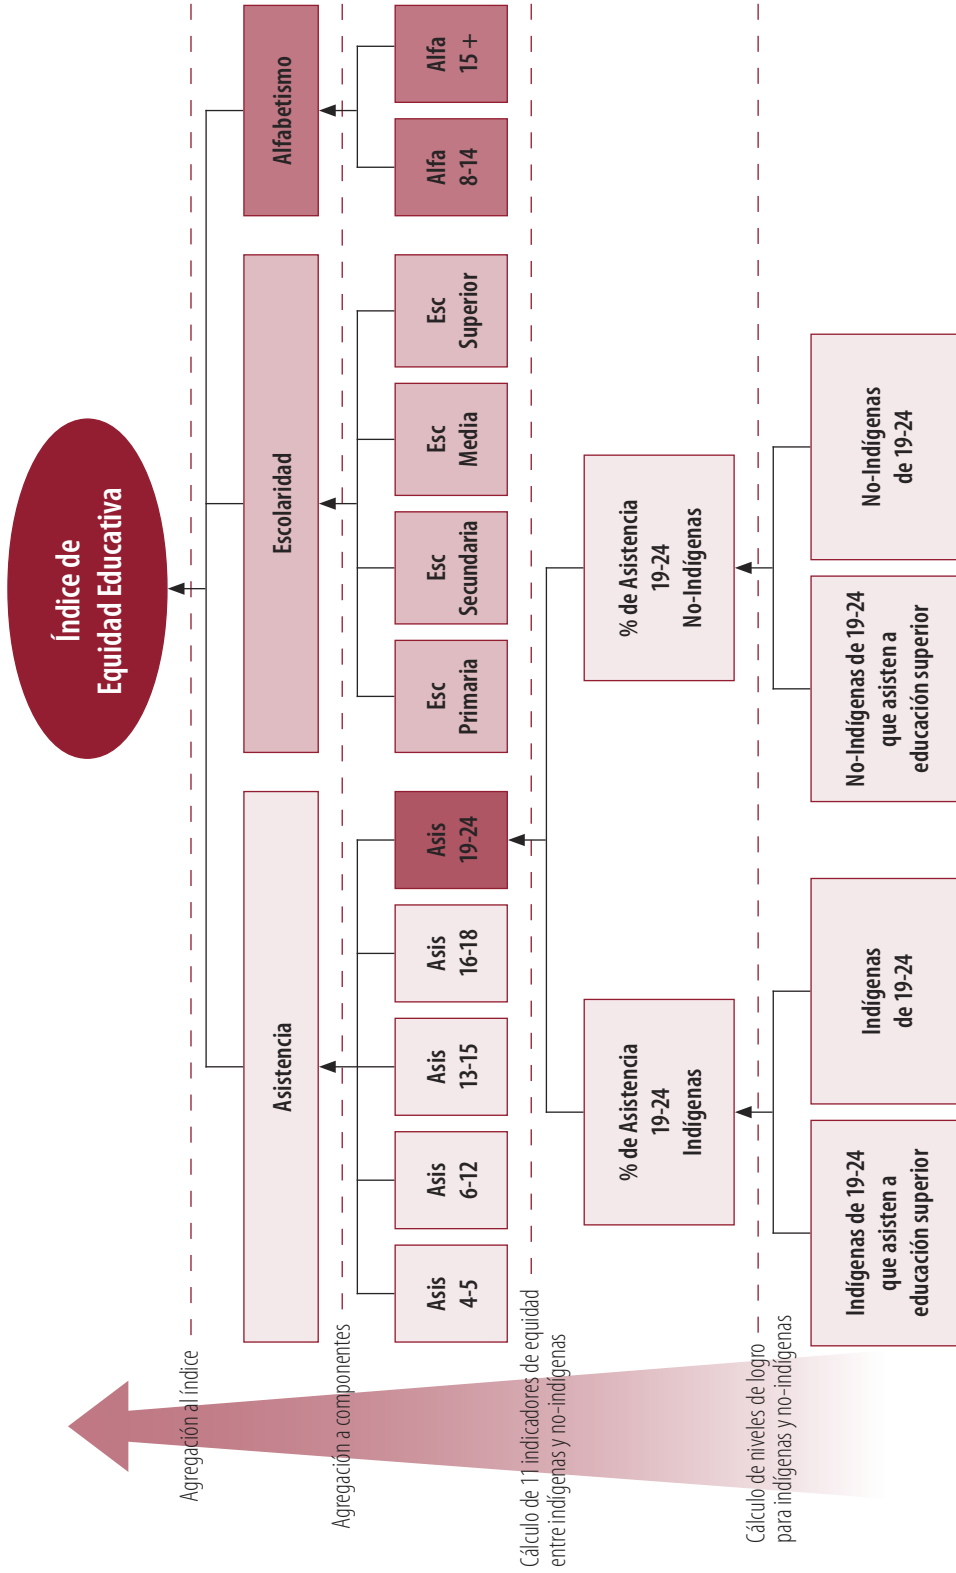 Índice de
Equidad Educativa
Agregación al índice
Asistencia
Escolaridad
Alfabetismo
Agregación a componentes
Asis
4-5
Asis
6-12
Asis
13-15
Asis
16-18
Asis
19-24
Esc
Primaria
Esc
Secundaria
Esc
Media
Esc
Superior
Alfa
8-14
Alfa
15 +
Cálculo de 11 indicadores de equidad
entre indígenas y no-indígenas
% de Asistencia
19-24
Indígenas
% de Asistencia
19-24
No-Indígenas
Cálculo de niveles de logro
para indígenas y no-indígenas
Indígenas de 19-24
que asisten a
educación superior
Indígenas
de 19-24
No-Indígenas de 19-24
que asisten a
educación superior
No-Indígenas
de 19-24